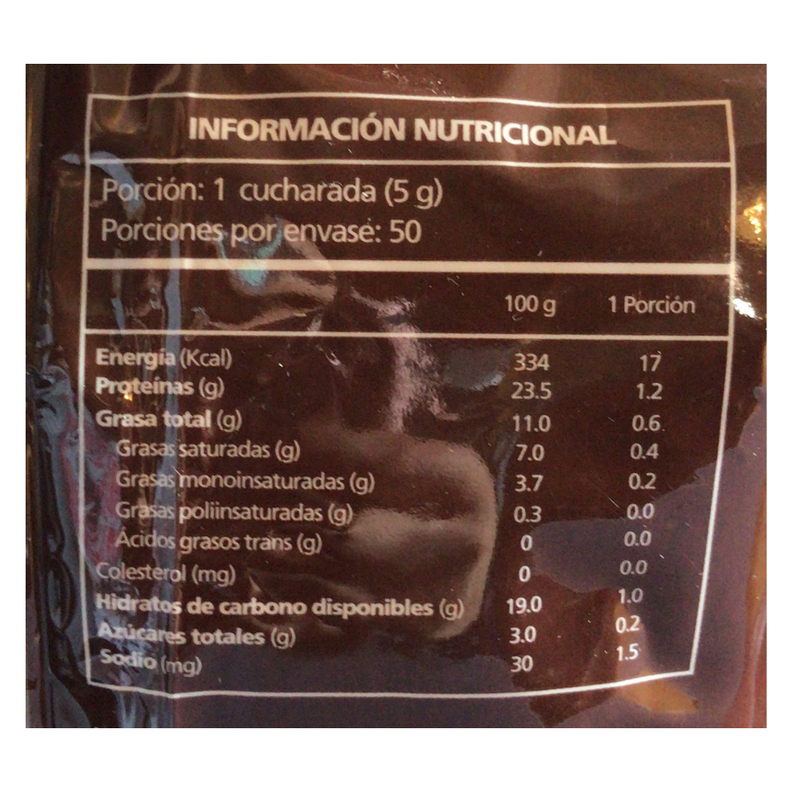 INFORMACIÓN NUTRICIONAL
Porción: 1 cucharada (5 g)
Porciones por envase: 50
100 g 1 Porción
Energía (Kcal) 334 17
Proteínas (g) 23.5 1.2
Grasa total (g) 11.0 0.6
Grasas saturadas (g) 7.0 0.4
Grasas monoinsaturadas (g) 3.7 0.2
Grasas poliinsaturadas (g) 0.3 0.0
Ácidos grasos trans (g) 0 0.0
Colesterol (mg) 0 0.0
Hidratos de carbono disponibles (g) 19.0 1.0
Azúcares totales (g) 3.0 0.2
Sodio (mg) 30 1.5